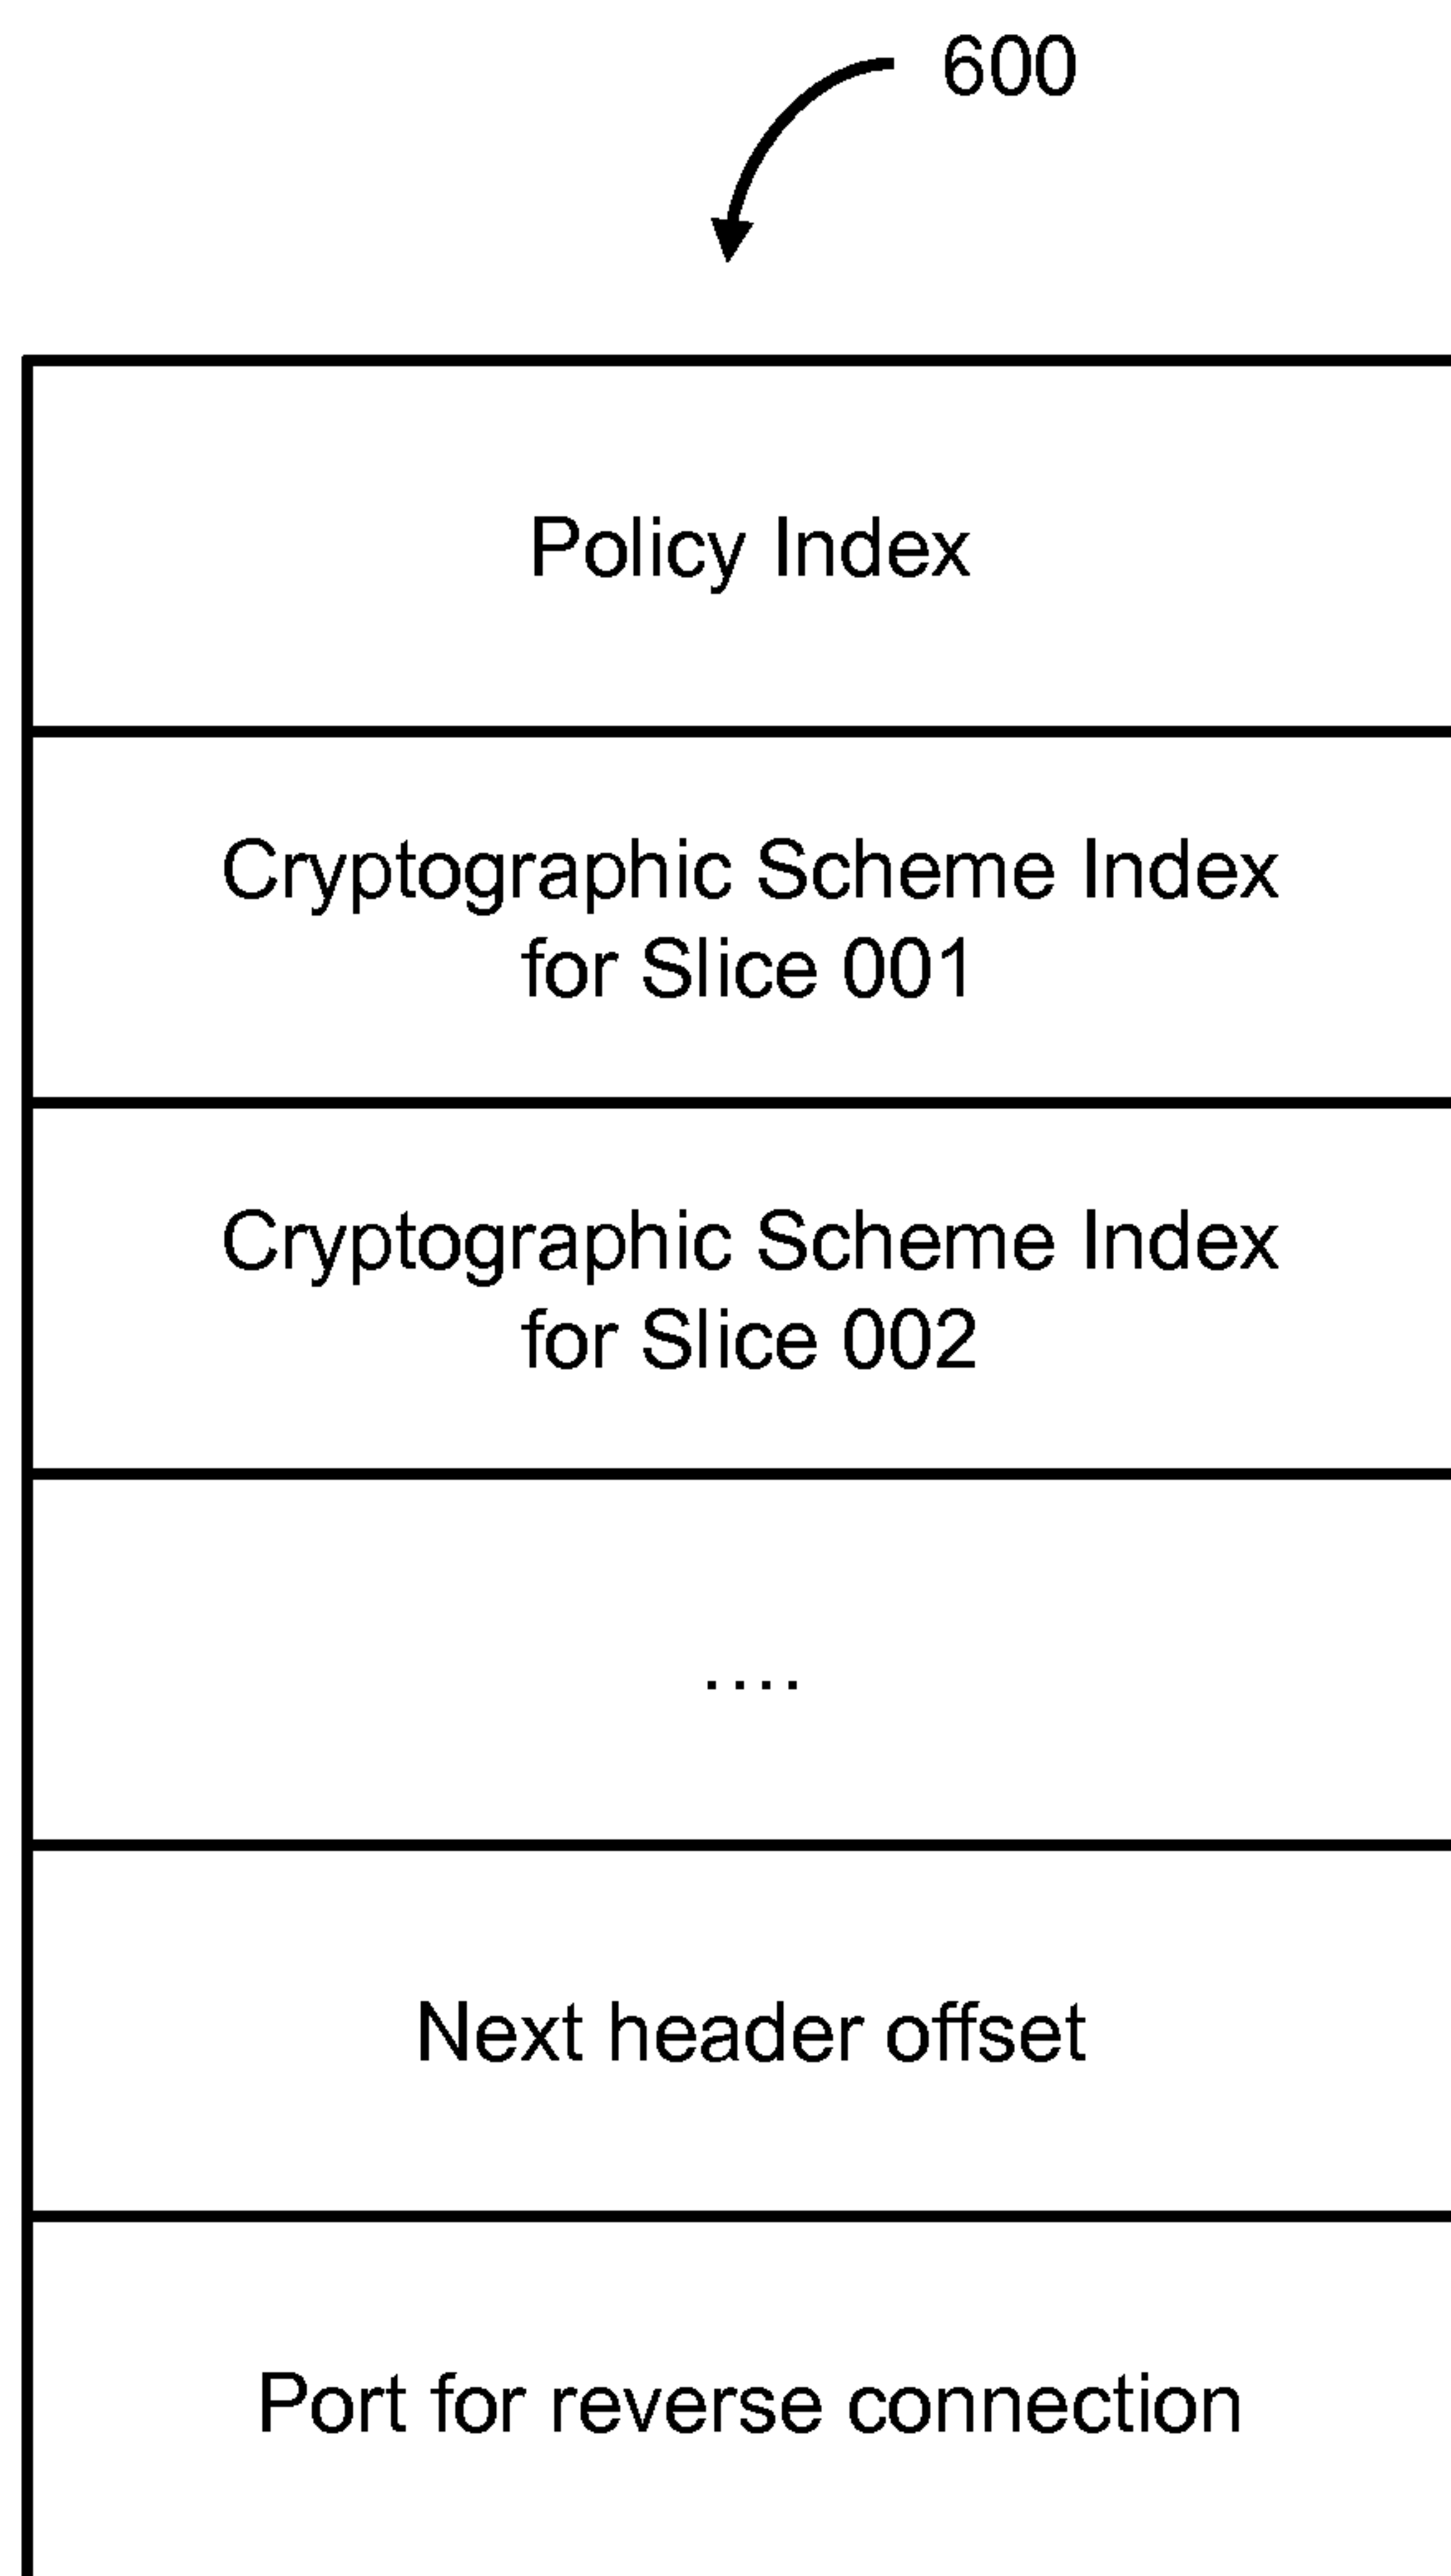 600
Policy Index
Cryptographic Scheme Index
for Slice 001
Cryptographic Scheme Index
for Slice 002
....
Next header offset
Port for reverse connection